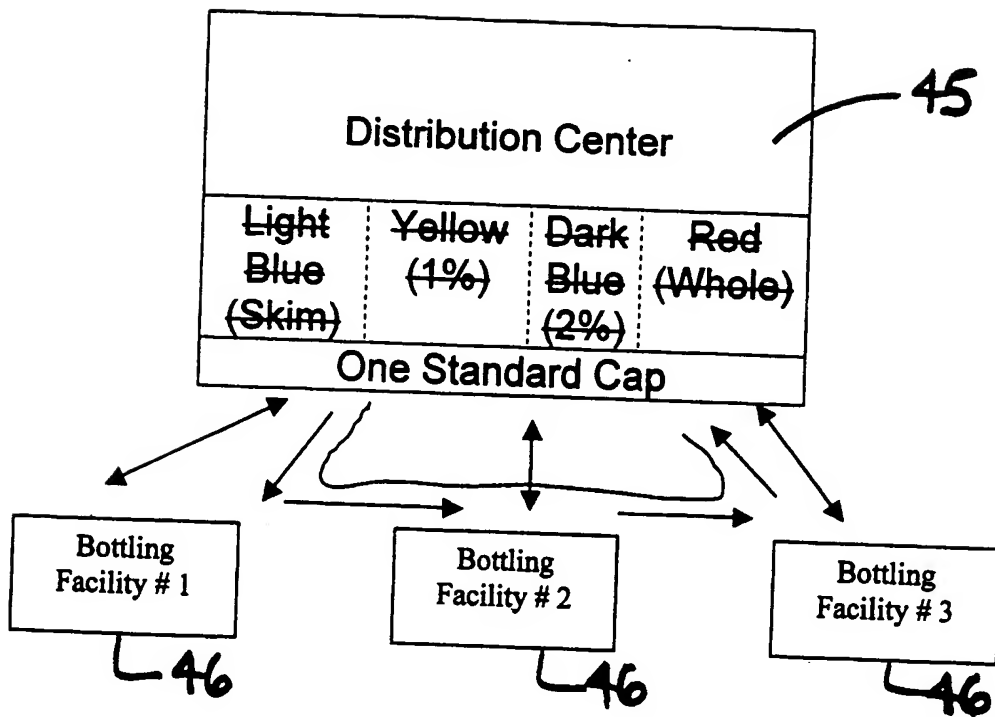 45
Distribution Center
Light Blue (Skim)
Yellow (1%)
Dark Blue (2%)
Red (Whole)
One Standard Cap
Bottling
Facility # 1
Bottling
Facility # 2
Bottling
Facility # 3
46
46
46